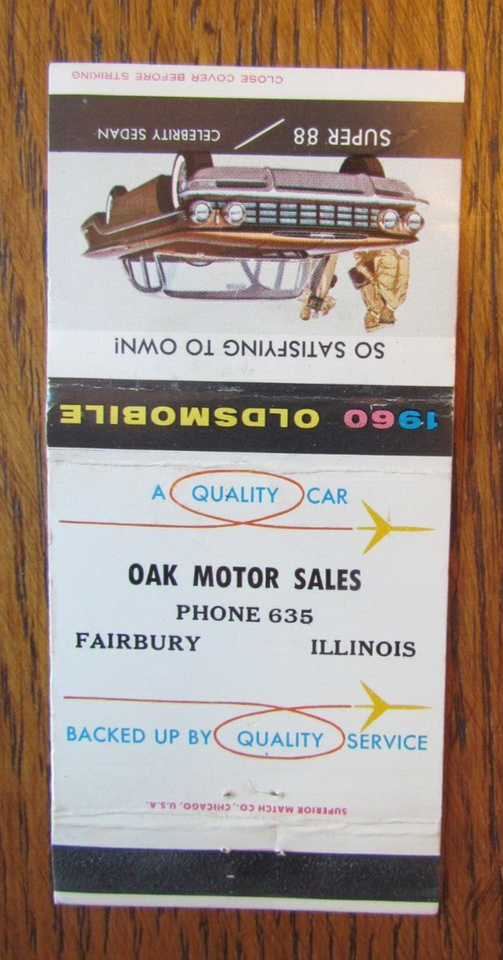 CLOSE COVER BEFORE STRIKING
SUPER 88 / CELEBRITY SEDAN
SO SATISFYING TO OWN!
1960 OLDSMOBILE
A QUALITY CAR
OAK MOTOR SALES
PHONE 635
FAIRBURY ILLINOIS
BACKED UP BY QUALITY SERVICE
SUPERIOR MATCH CO., CHICAGO, U.S.A.